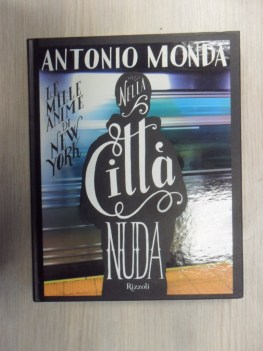 ANTONIO MONDA
LE
MILLE
ANIME
DI
NEW
YORK
NELLA
Città
NUDA
Rizzoli